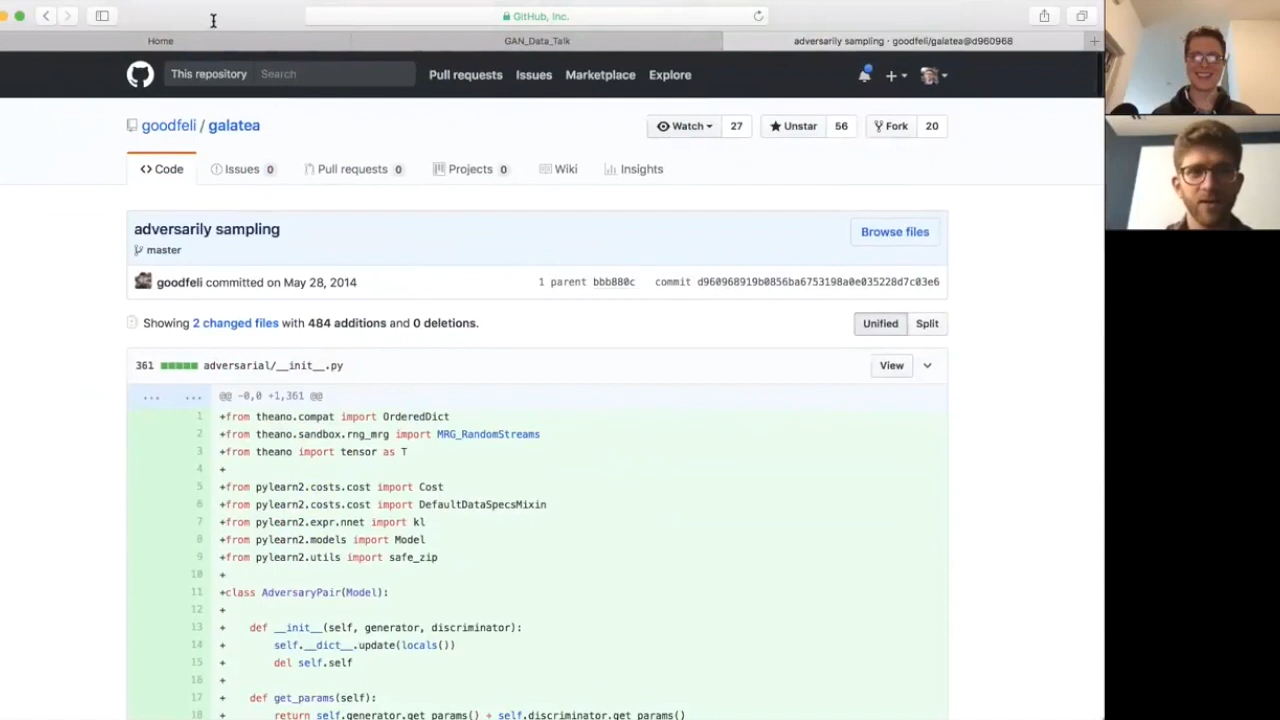 GitHub, Inc.
Home
GAN_Data_Talk
adversarily sampling · goodfeli/galatea@d960968
This repository
Search
Pull requests
Issues
Marketplace
Explore
goodfeli / galatea
Watch
27
Unstar
56
Fork
20
Code
Issues 0
Pull requests 0
Projects 0
Wiki
Insights
adversarily sampling
Browse files
master
goodfeli committed on May 28, 2014
1 parent bbb880c
commit d960968919b0856ba6753198a0e035228d7c03e6
Showing 2 changed files with 484 additions and 0 deletions.
Unified
Split
361
adversarial/__init__.py
View
... ... @@ -0,0 +1,361 @@
1 +from theano.compat import OrderedDict
2 +from theano.sandbox.rng_mrg import MRG_RandomStreams
3 +from theano import tensor as T
4 +
5 +from pylearn2.costs.cost import Cost
6 +from pylearn2.costs.cost import DefaultDataSpecsMixin
7 +from pylearn2.expr.nnet import kl
8 +from pylearn2.models import Model
9 +from pylearn2.utils import safe_zip
10 +
11 +class AdversaryPair(Model):
12 +
13 + def __init__(self, generator, discriminator):
14 + self.__dict__.update(locals())
15 + del self.self
16 +
17 + def get_params(self):
18 + return self.generator.get_params() + self.discriminator.get_params()